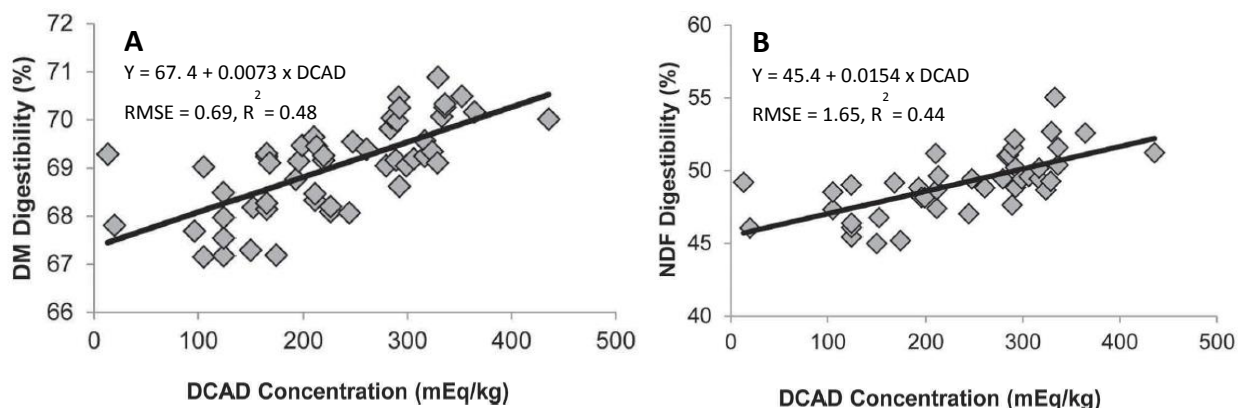 A
Y = 67. 4 + 0.0073 x DCAD
RMSE = 0.69, R2 = 0.48
DM Digestibility (%)
72
71
70
69
68
67
66
0
100
200
300
400
500
DCAD Concentration (mEq/kg)
B
Y = 45.4 + 0.0154 x DCAD
RMSE = 1.65, R2 = 0.44
NDF Digestibility (%)
60
55
50
45
40
0
100
200
300
400
500
DCAD Concentration (mEq/kg)